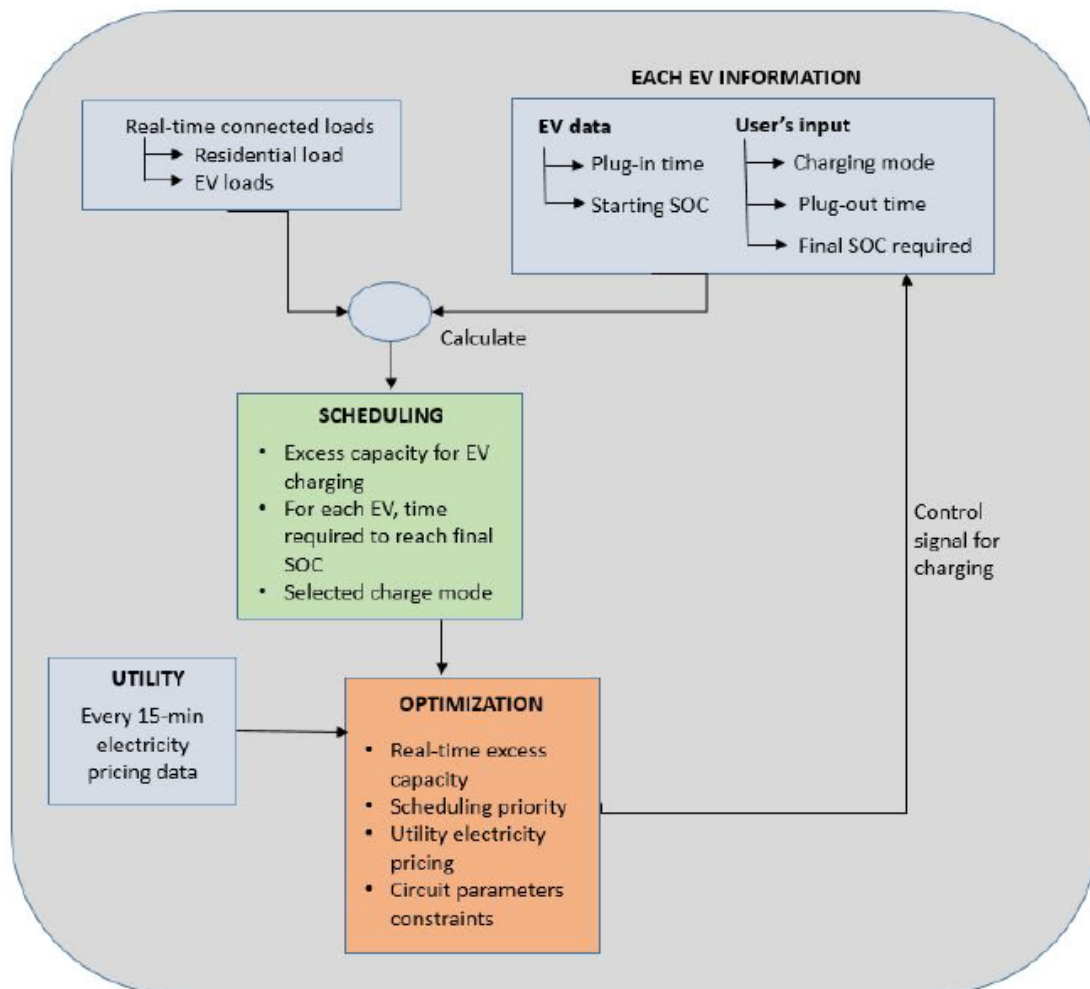 EACH EV INFORMATION
Real-time connected loads
Residential load
EV loads
EV data
Plug-in time
Starting SOC
User's input
Charging mode
Plug-out time
Final SOC required
Calculate
SCHEDULING
• Excess capacity for EV
charging
• For each EV, time
required to reach final
SOC
• Selected charge mode
Control
signal for
charging
UTILITY
Every 15-min
electricity
pricing data
OPTIMIZATION
• Real-time excess
capacity
• Scheduling priority
• Utility electricity
pricing
• Circuit parameters
constraints